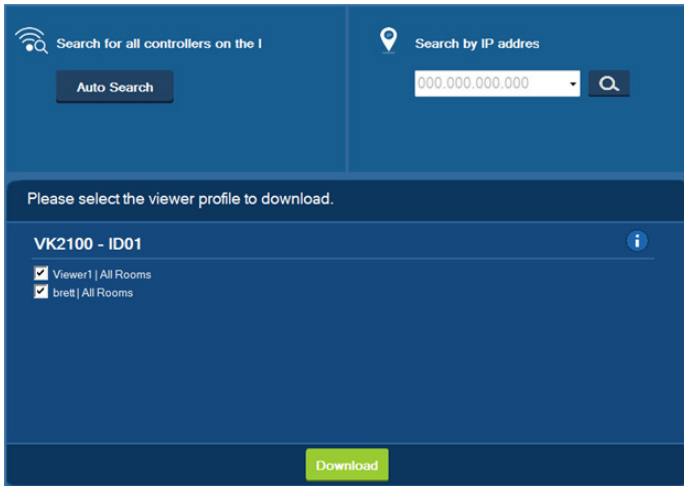 Search for all controllers on the I
Auto Search
Search by IP addres
000.000.000.000
Please select the viewer profile to download.
VK2100 - ID01
i
Viewer1 | All Rooms
brett | All Rooms
Download